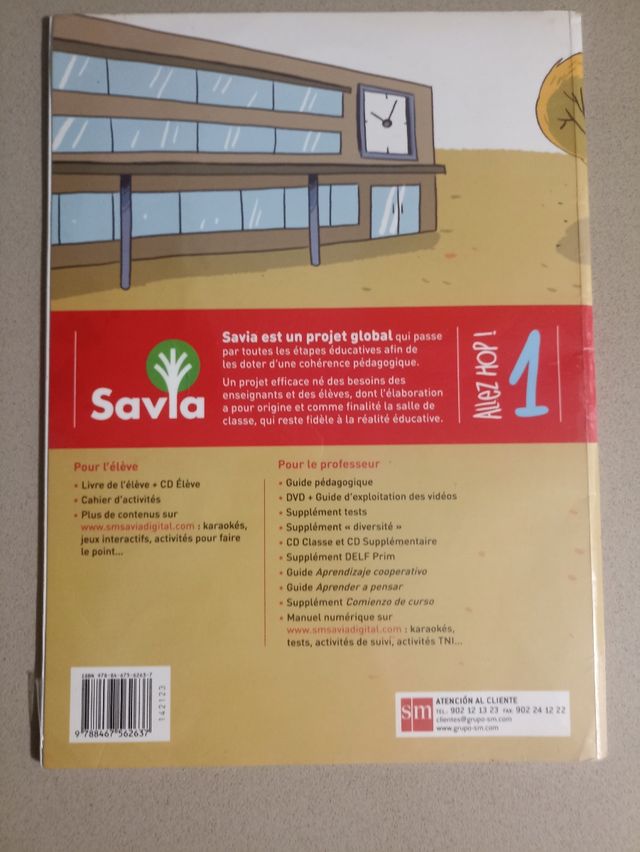 Savia
Savia est un projet global qui passe
par toutes les étapes éducatives afin de
les doter d'une cohérence pédagogique.
Un projet efficace né des besoins des
enseignants et des élèves, dont l'élaboration
a pour origine et comme finalité la salle de
classe, qui reste fidèle à la réalité éducative.
Allez HOP!
1
Pour l'élève
• Livre de l'élève + CD Élève
• Cahier d'activités
• Plus de contenus sur
www.smsaviadigital.com : karaokés,
jeux interactifs, activités pour faire
le point...
Pour le professeur
• Guide pédagogique
• DVD + Guide d'exploitation des vidéos
• Supplément tests
• Supplément « diversité »
• CD Classe et CD Supplémentaire
• Supplément DELF Prim
• Guide Aprendizaje cooperativo
• Guide Aprender a pensar
• Supplément Comienzo de curso
• Manuel numérique sur
www.smsaviadigital.com : karaokés,
tests, activités de suivi, activités TNI...
ISBN 978-84-675-6263-7
9 788467 562637
142123
sm
ATENCIÓN AL CLIENTE
TEL.: 902 12 13 23 FAX: 902 24 12 22
clientes@grupo-sm.com
www.grupo-sm.com